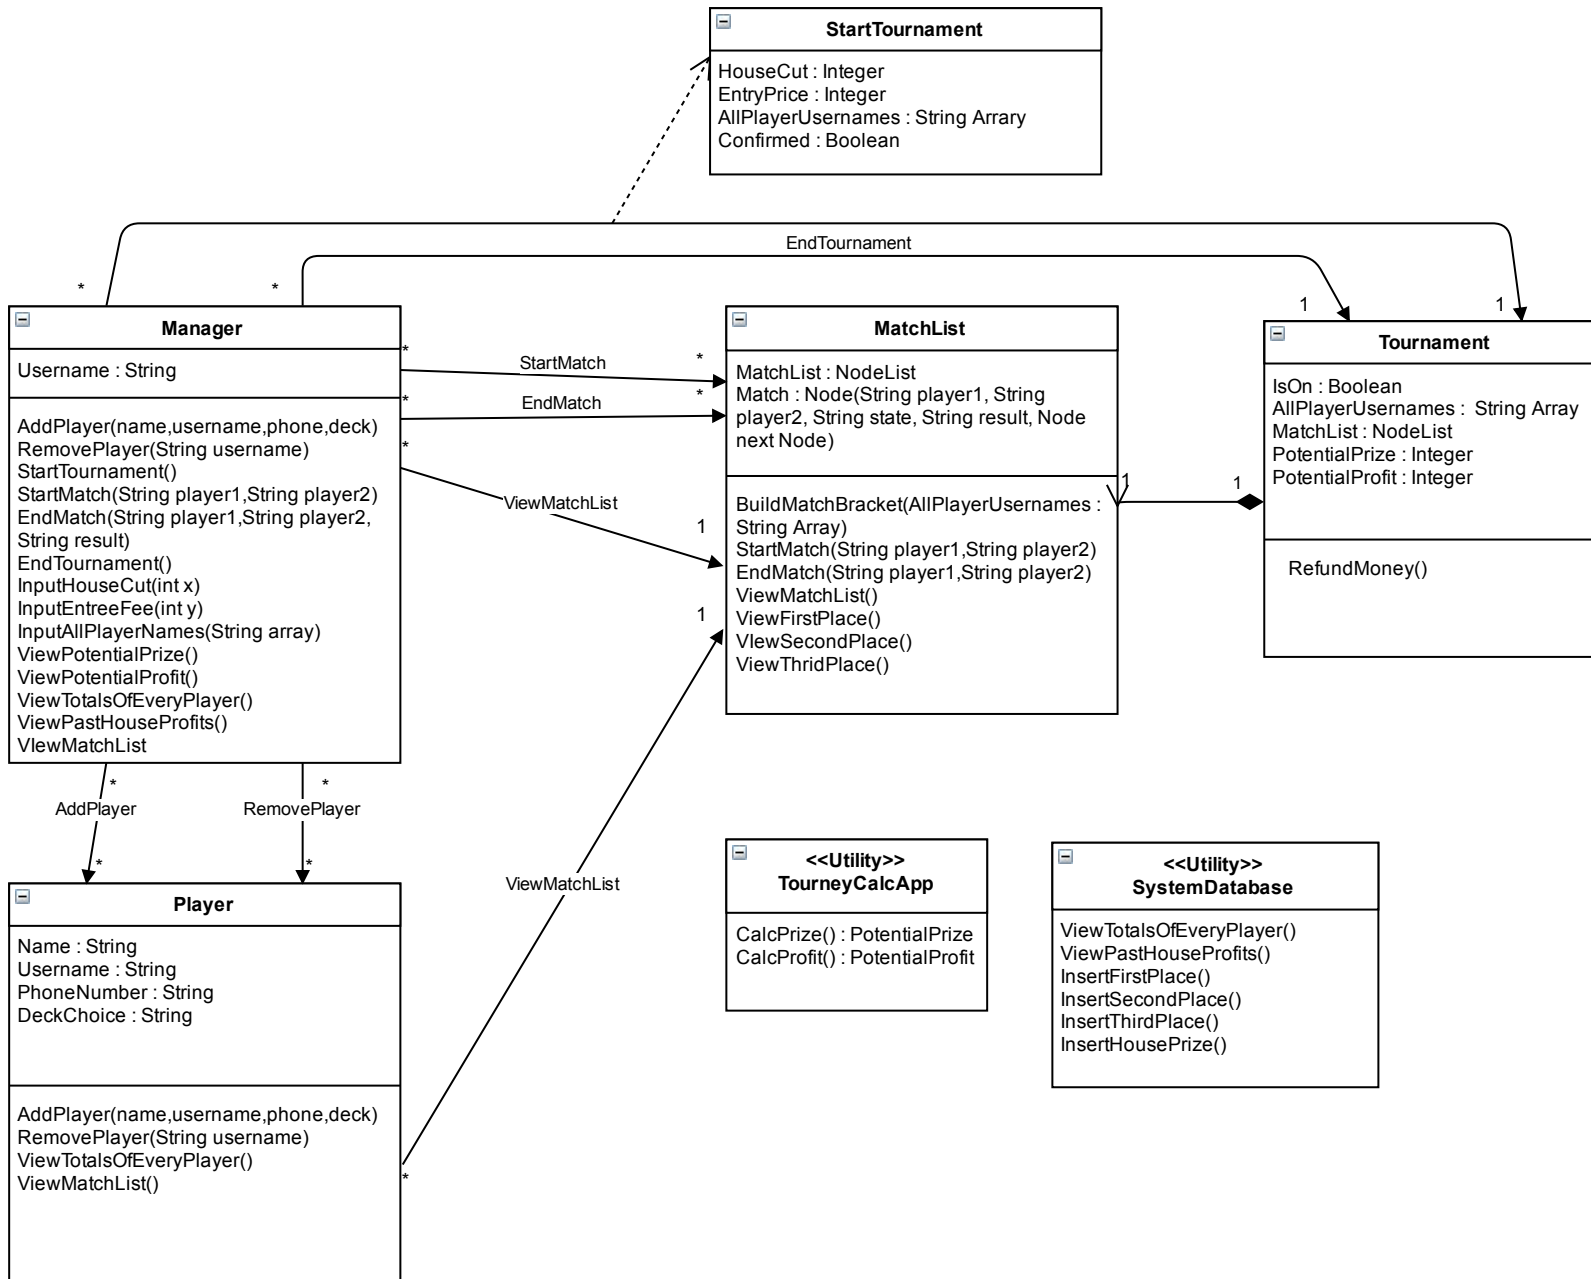 StartTournament
HouseCut : Integer
EntryPrice : Integer
AllPlayerUsernames : String Arrary
Confirmed : Boolean
EndTournament
*
*
1
1
Manager
Username : String
AddPlayer(name,username,phone,deck)
RemovePlayer(String username)
StartTournament()
StartMatch(String player1,String player2)
EndMatch(String player1,String player2,
String result)
EndTournament()
InputHouseCut(int x)
InputEntreeFee(int y)
InputAllPlayerNames(String array)
ViewPotentialPrize()
ViewPotentialProfit()
ViewTotalsOfEveryPlayer()
ViewPastHouseProfits()
VIewMatchList
*
StartMatch
*
*
EndMatch
*
*
ViewMatchList
1
1
MatchList
MatchList : NodeList
Match : Node(String player1, String
player2, String state, String result, Node
next Node)
BuildMatchBracket(AllPlayerUsernames :
String Array)
StartMatch(String player1,String player2)
EndMatch(String player1,String player2)
ViewMatchList()
ViewFirstPlace()
VIewSecondPlace()
ViewThridPlace()
1
1
Tournament
IsOn : Boolean
AllPlayerUsernames : String Array
MatchList : NodeList
PotentialPrize : Integer
PotentialProfit : Integer
RefundMoney()
*
AddPlayer
*
*
RemovePlayer
*
Player
Name : String
Username : String
PhoneNumber : String
DeckChoice : String
AddPlayer(name,username,phone,deck)
RemovePlayer(String username)
ViewTotalsOfEveryPlayer()
ViewMatchList()
ViewMatchList
*
<<Utility>>
TourneyCalcApp
CalcPrize() : PotentialPrize
CalcProfit() : PotentialProfit
<<Utility>>
SystemDatabase
ViewTotalsOfEveryPlayer()
ViewPastHouseProfits()
InsertFirstPlace()
InsertSecondPlace()
InsertThirdPlace()
InsertHousePrize()